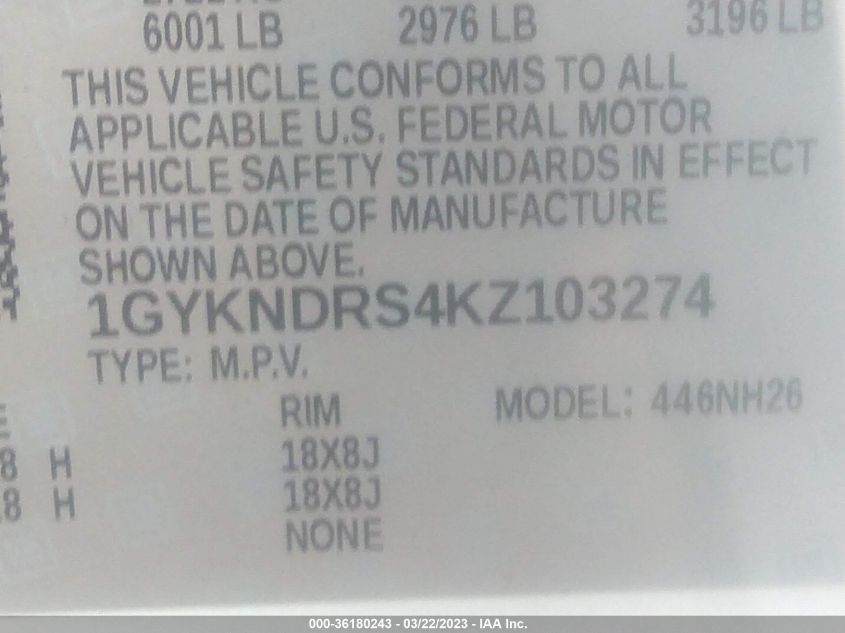 6001 LB 2976 LB 3196 LB
THIS VEHICLE CONFORMS TO ALL
APPLICABLE U.S. FEDERAL MOTOR
VEHICLE SAFETY STANDARDS IN EFFECT
ON THE DATE OF MANUFACTURE
SHOWN ABOVE.
1GYKNDRS4KZ103274
TYPE: M.P.V.
RIM MODEL: 446NH26
8 H 18X8J
8 H 18X8J
NONE
000-36180243 - 03/22/2023 - IAA Inc.